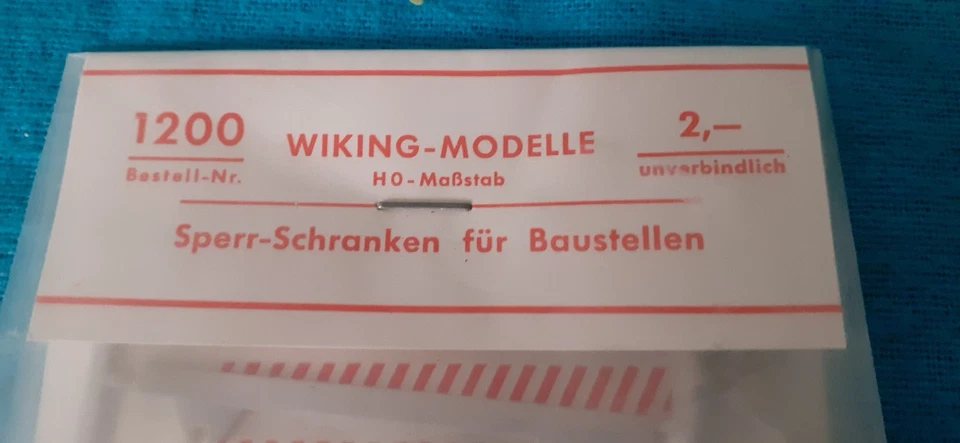 1200
Bestell-Nr.
WIKING-MODELLE
H0-Maßstab
2,—
unverbindlich
Sperr-Schranken für Baustellen